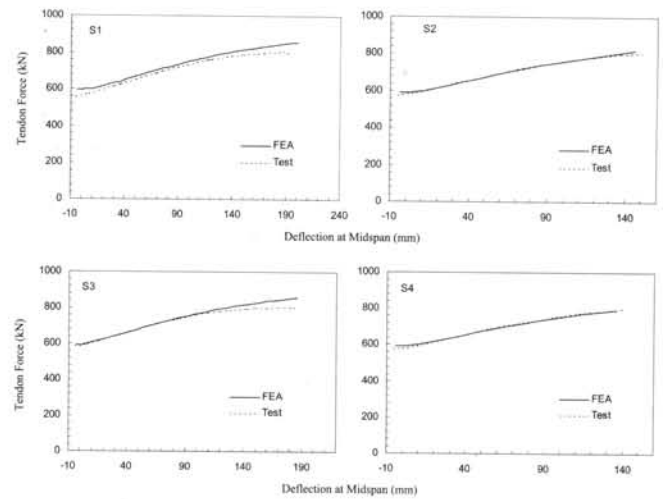 1000
S1
800
600
400
200
0
Tendon Force (kN)
FEA
Test
-10 40 90 140 190 240
1000
S2
800
600
400
200
0
FEA
Test
-10 40 90 140
Deflection at Midspan (mm)
1000
S3
800
600
400
200
0
Tendon Force (kN)
FEA
Test
-10 40 90 140 190
1000
S4
800
600
400
200
0
FEA
Test
-10 40 90 140
Deflection at Midspan (mm)